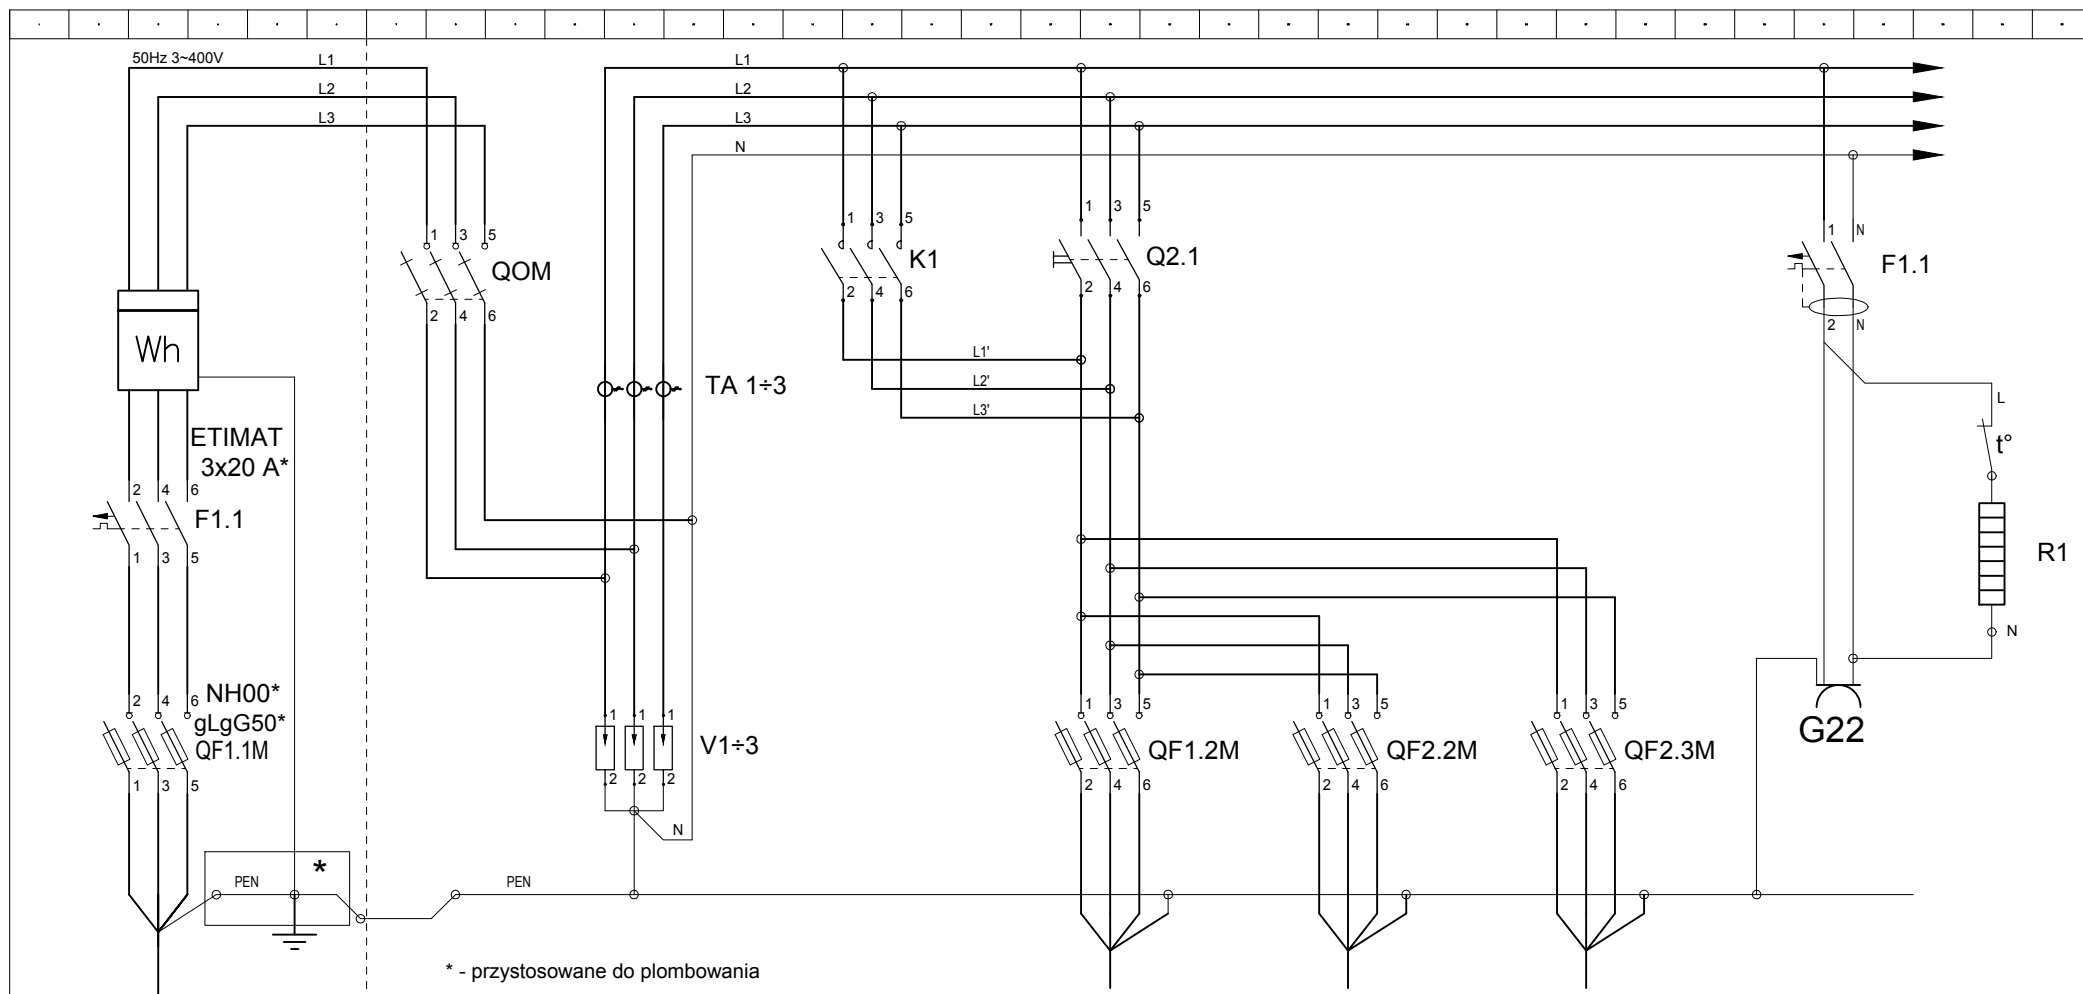 50Hz 3~400V
L1
L2
L3
L1
L2
L3
N
1 3 5
QOM
2 4 6
1 3 5
K1
2 4 6
1 3 5
Q2.1
2 4 6
1 N
F1.1
2 N
Wh
L1'
L2'
L3'
TA 1÷3
L
t°
ETIMAT
3x20 A*
2 4 6
F1.1
1 3 5
R1
N
NH00*
2 4 6
gLgG50*
QF1.1M
1 3 5
1 1 1
V1÷3
2 2 2
N
1 3 5
QF1.2M
2 4 6
1 3 5
QF2.2M
2 4 6
1 3 5
QF2.3M
2 4 6
G22
*
PEN
PEN
* - przystosowane do plombowania